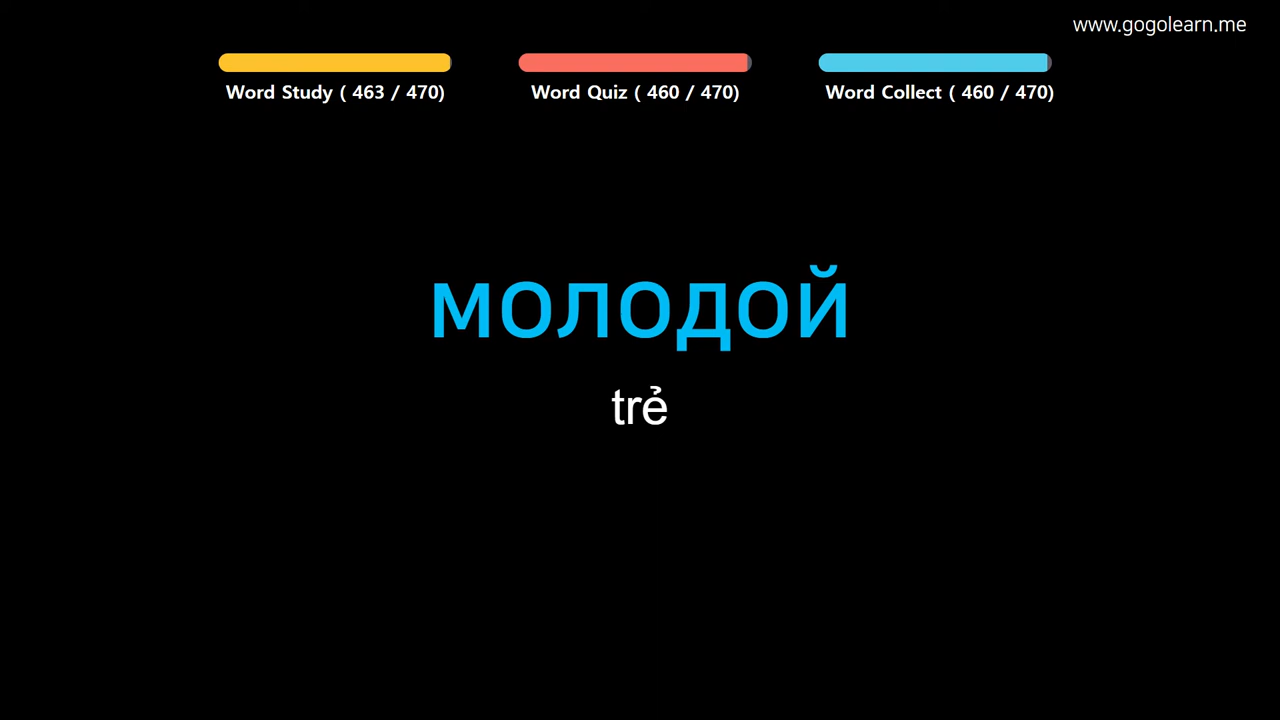 www.gogolearn.me
Word Study ( 463 / 470)
Word Quiz ( 460 / 470)
Word Collect ( 460 / 470)
молодой
trẻ